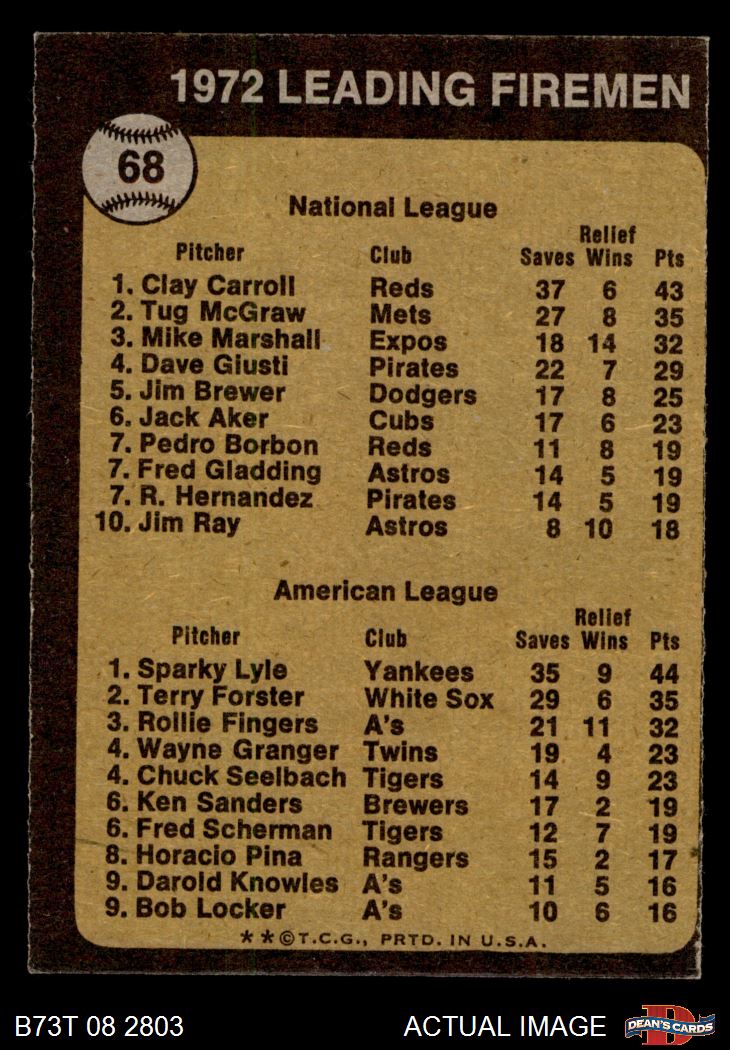 1972 LEADING FIREMEN
68
National League
Relief
Pitcher Club Saves Wins Pts
1. Clay Carroll Reds 37 6 43
2. Tug McGraw Mets 27 8 35
3. Mike Marshall Expos 18 14 32
4. Dave Giusti Pirates 22 7 29
5. Jim Brewer Dodgers 17 8 25
6. Jack Aker Cubs 17 6 23
7. Pedro Borbon Reds 11 8 19
7. Fred Gladding Astros 14 5 19
7. R. Hernandez Pirates 14 5 19
10. Jim Ray Astros 8 10 18
American League
Relief
Pitcher Club Saves Wins Pts
1. Sparky Lyle Yankees 35 9 44
2. Terry Forster White Sox 29 6 35
3. Rollie Fingers A's 21 11 32
4. Wayne Granger Twins 19 4 23
4. Chuck Seelbach Tigers 14 9 23
6. Ken Sanders Brewers 17 2 19
6. Fred Scherman Tigers 12 7 19
8. Horacio Pina Rangers 15 2 17
9. Darold Knowles A's 11 5 16
9. Bob Locker A's 10 6 16
**©T.C.G., PRTD. IN U.S.A.
B73T 08 2803 ACTUAL IMAGE D DEAN'S CARDS